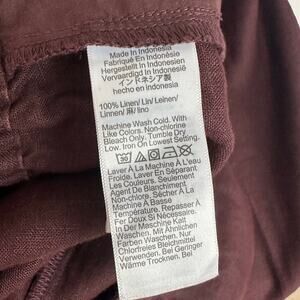 Made In Indonesia
Fabriqué En Indonésie
Hergestellt In Indonesien
Vervaardigd In Indonesië
インドネシア製
hecho en indonesia
100% Linen/ Lin/ Leinen/
Linnen/ 麻/ lino
Machine Wash Cold, With
Like Colors. Non-chlorine
Bleach Only. Tumble Dry
Low. Iron On Lowest Setting.
Laver À La Machine À L'eau
Froide. Laver En Séparant
Les Couleurs. Seulement
Agent De Blanchiment
Non-chlorine. Sécher À La
Machine À Basse
Température. Repasser À
Fer Doux Si Nécessaire.
In Der Maschine Kalt
Waschen, Mit Ähnlichen
Farben Waschen. Nur
Chlorfreies Bleichmittel
Verwenden. Bei Geringer
Wärme Trocknen. Bei